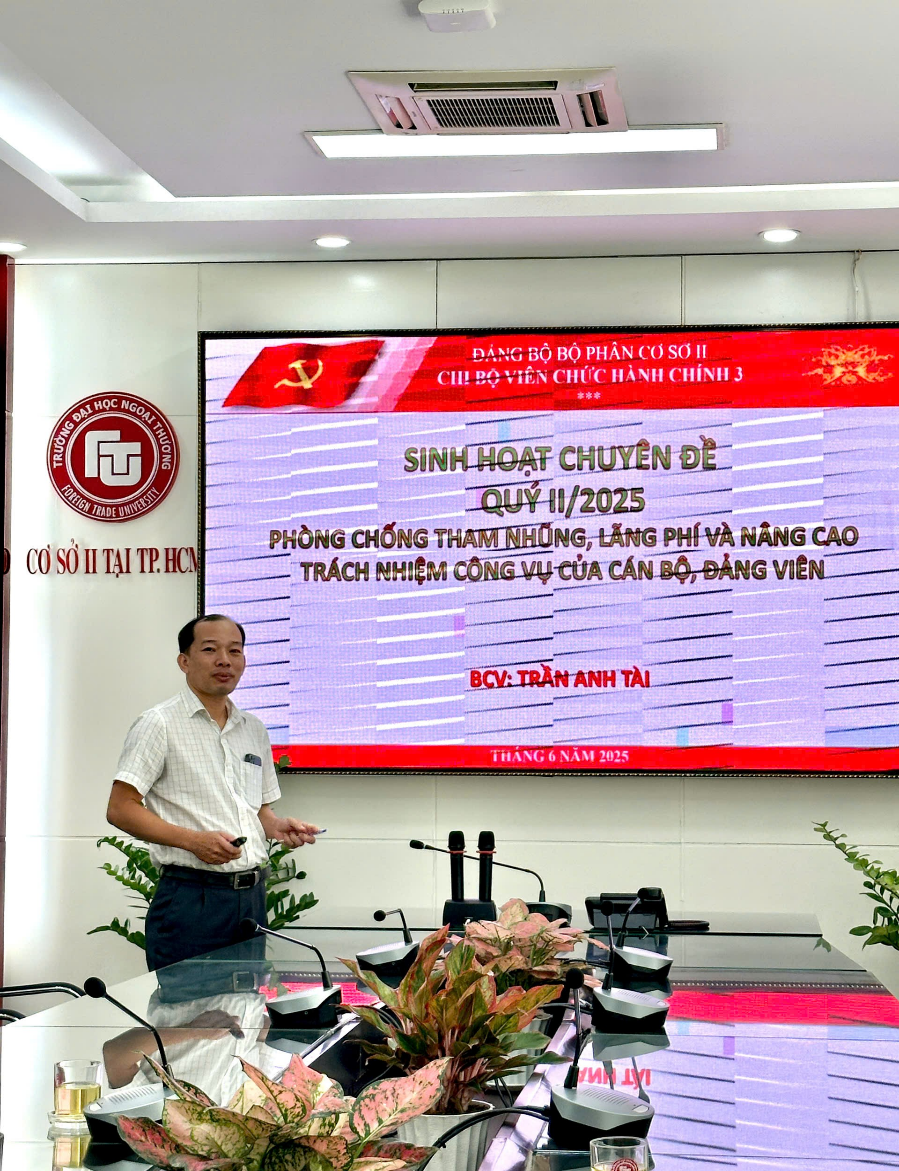 ĐẢNG BỘ BỘ PHẬN CƠ SỞ II
CHI BỘ VIÊN CHỨC HÀNH CHÍNH 3
***
SINH HOẠT CHUYÊN ĐỀ
QUÝ II/2025
PHÒNG CHỐNG THAM NHŨNG, LÃNG PHÍ VÀ NÂNG CAO
TRÁCH NHIỆM CÔNG VỤ CỦA CÁN BỘ, ĐẢNG VIÊN
BCV: TRẦN ANH TÀI
THÁNG 6 NĂM 2025
TRƯỜNG ĐẠI HỌC NGOẠI THƯƠNG
FTU
FOREIGN TRADE UNIVERSITY
CƠ SỞ II TẠI TP. HCM